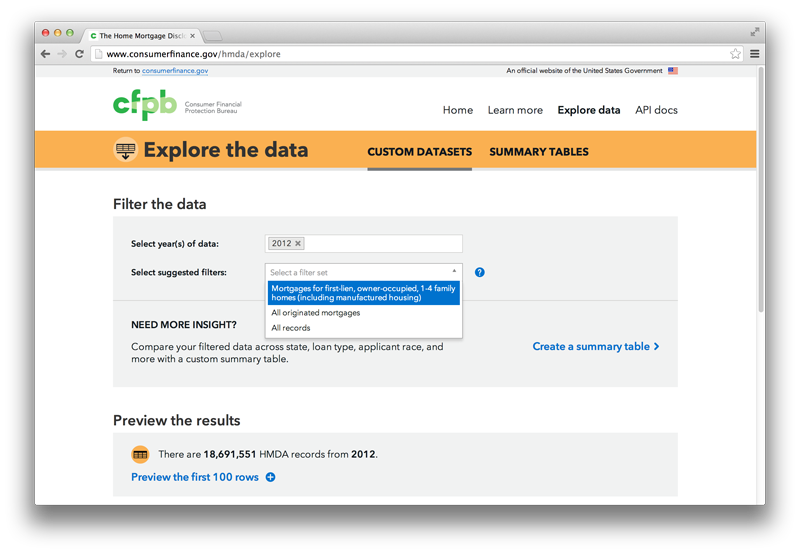 The Home Mortgage Disclo
www.consumerfinance.gov/hmda/explore
Return to consumerfinance.gov
An official website of the United States Government
cfpb
Consumer Financial
Protection Bureau
Home Learn more Explore data API docs
Explore the data
CUSTOM DATASETS SUMMARY TABLES
Filter the data
Select year(s) of data: 2012 ×
Select suggested filters: Select a filter set ?
Mortgages for first-lien, owner-occupied, 1-4 family
homes (including manufactured housing)
All originated mortgages
All records
NEED MORE INSIGHT?
Compare your filtered data across state, loan type, applicant race, and
more with a custom summary table.
Create a summary table
Preview the results
There are 18,691,551 HMDA records from 2012.
Preview the first 100 rows